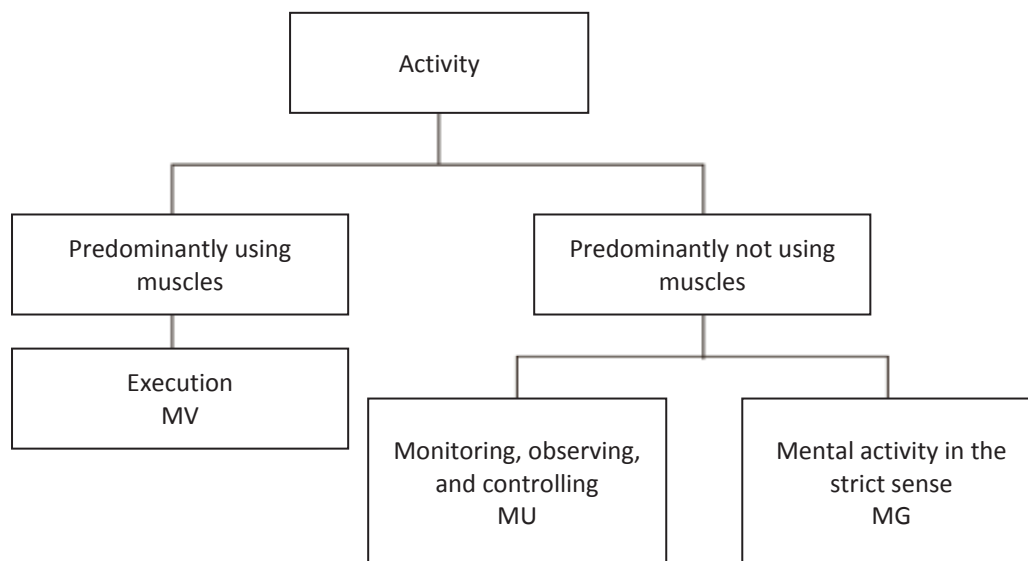 Activity
Predominantly using
muscles
Predominantly not using
muscles
Execution
MV
Monitoring, observing,
and controlling
MU
Mental activity in the
strict sense
MG